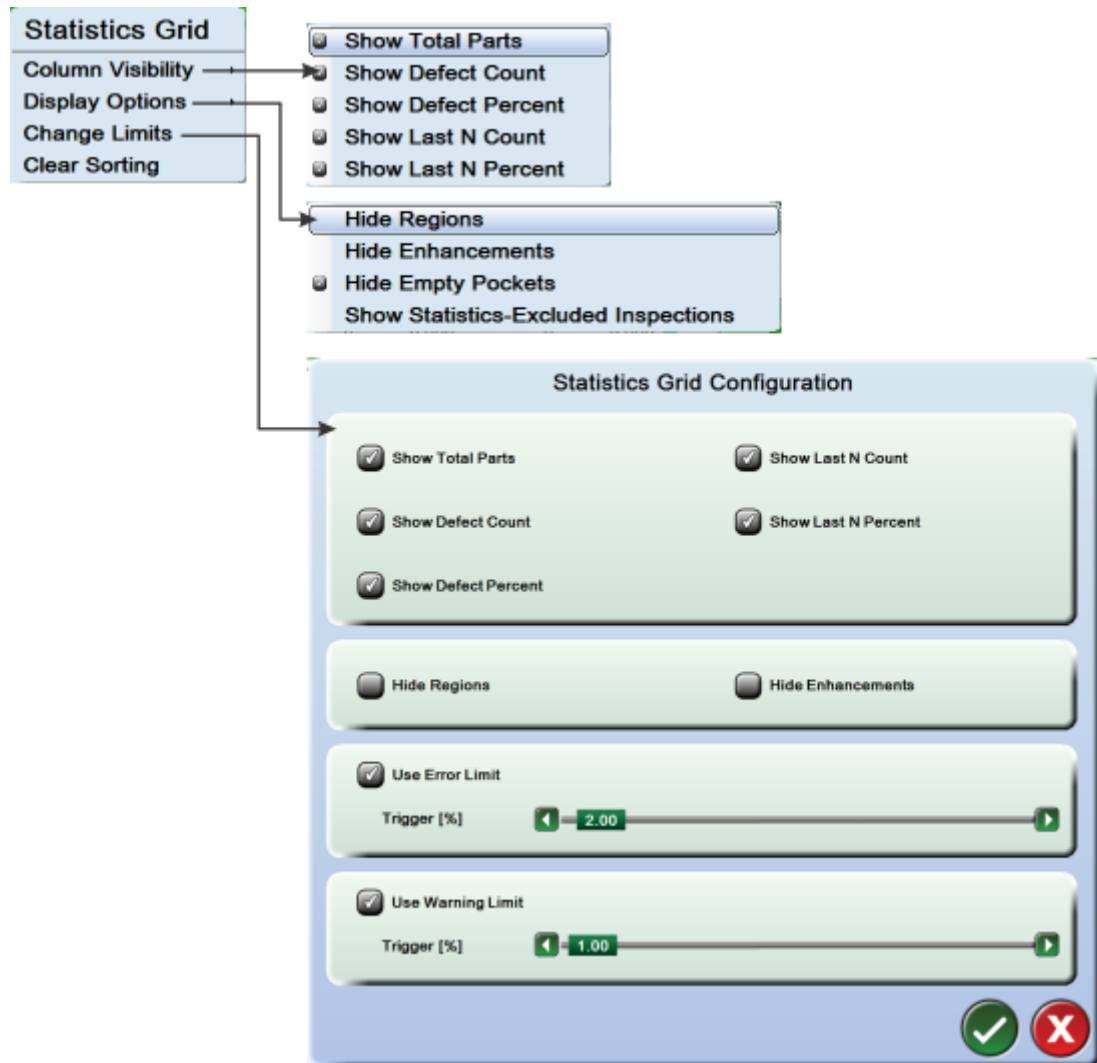 Statistics Grid
Column Visibility
Display Options
Change Limits
Clear Sorting
Show Total Parts
Show Defect Count
Show Defect Percent
Show Last N Count
Show Last N Percent
Hide Regions
Hide Enhancements
Hide Empty Pockets
Show Statistics-Excluded Inspections
Statistics Grid Configuration
Show Total Parts
Show Last N Count
Show Defect Count
Show Last N Percent
Show Defect Percent
Hide Regions
Hide Enhancements
Use Error Limit
Trigger [%]
2.00
Use Warning Limit
Trigger [%]
1.00